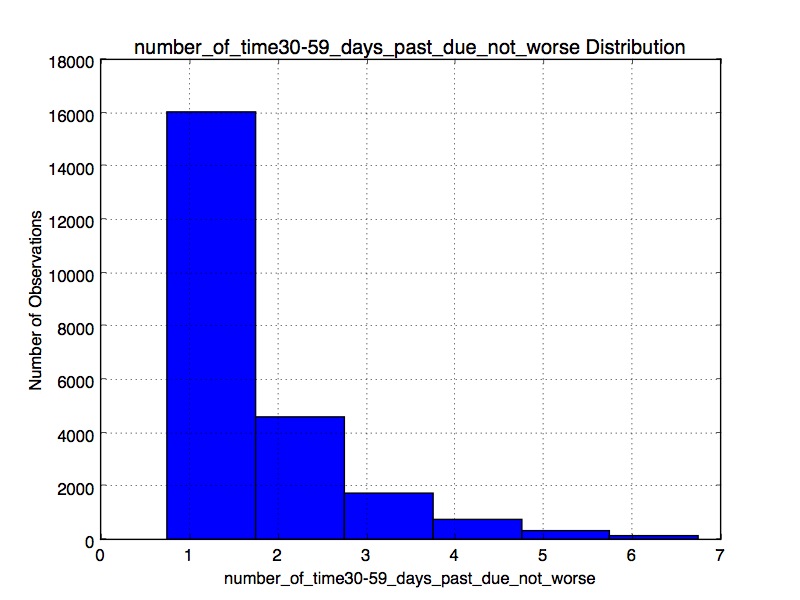 number_of_time30-59_days_past_due_not_worse Distribution
18000
16000
14000
12000
10000
8000
6000
4000
2000
0
Number of Observations
0 1 2 3 4 5 6 7
number_of_time30-59_days_past_due_not_worse